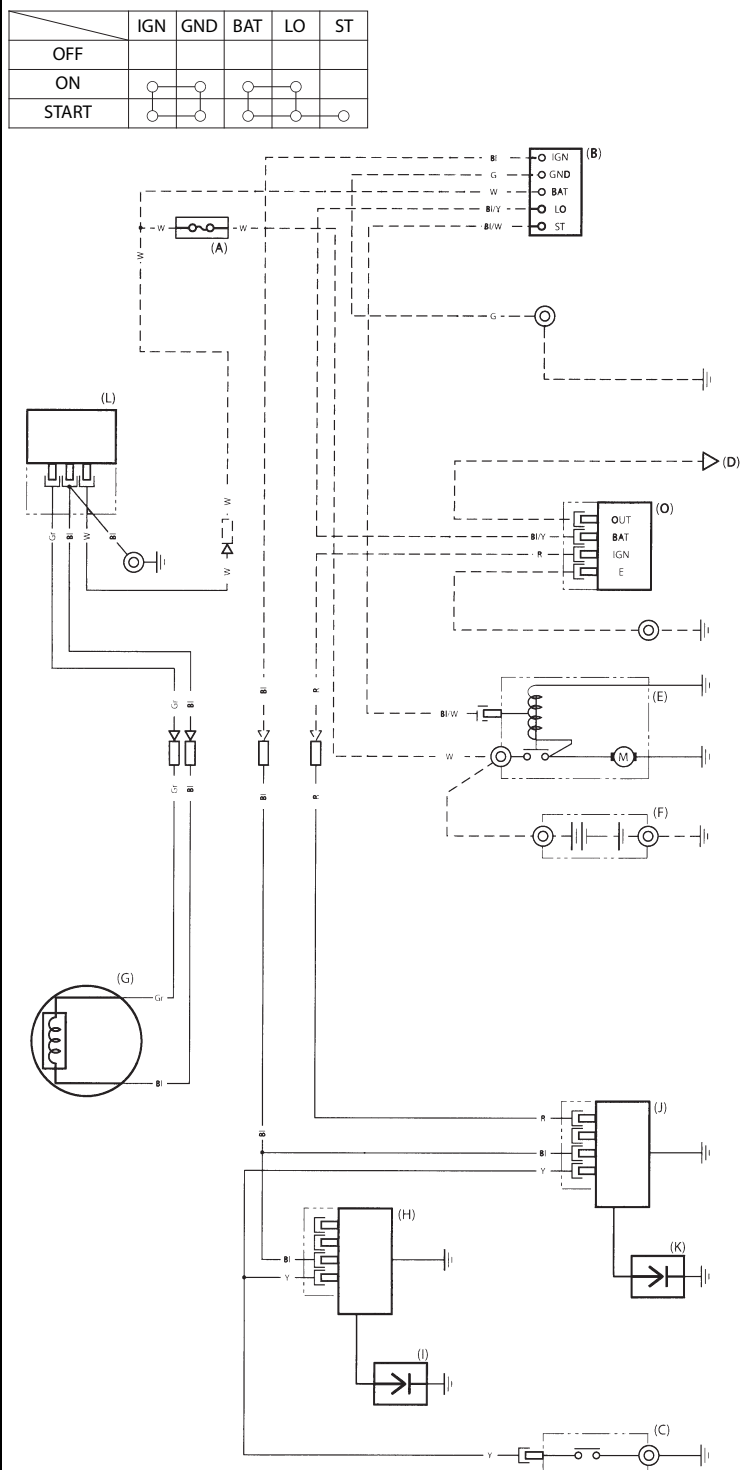 IGN GND BAT LO ST
OFF
ON
START
Bl IGN (B)
G GND
W BAT
Bl/Y LO
Bl/W ST
W W
(A)
W
G
(L)
(D)
W
(O)
OUT
Bl/Y BAT
R IGN
E
Gr Bl W Bl
W
(E)
Gr Bl Bl R
Bl/W
W M
Gr Bl Bl R
(F)
(G)
Gr
Bl
(J)
R
Bl
Bl
Y
(H)
(K)
Bl
Y
(I)
(C)
Y